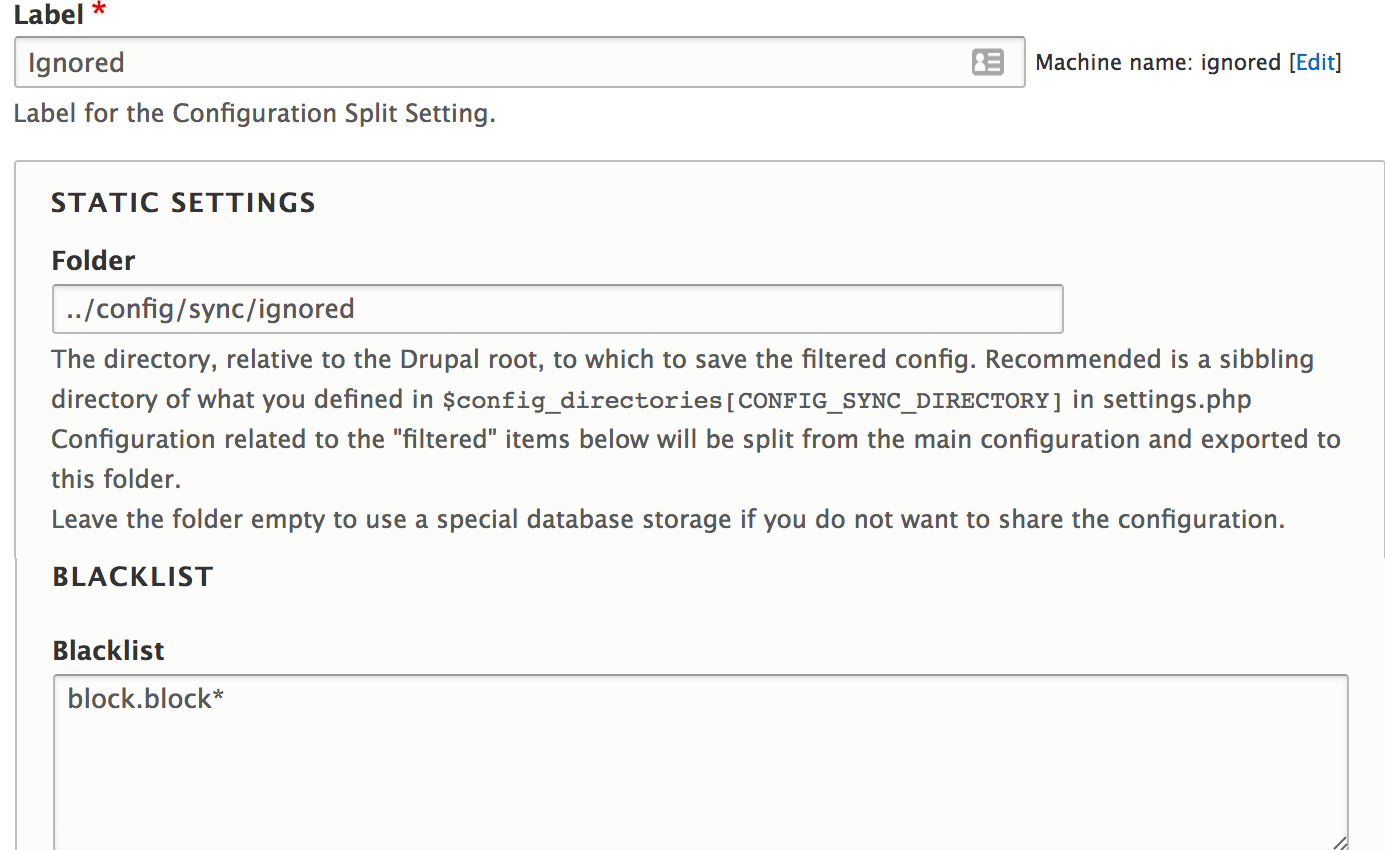 Label *
Ignored
Machine name: ignored [Edit]
Label for the Configuration Split Setting.
STATIC SETTINGS
Folder
../config/sync/ignored
The directory, relative to the Drupal root, to which to save the filtered config. Recommended is a sibbling
directory of what you defined in $config_directories[CONFIG_SYNC_DIRECTORY] in settings.php
Configuration related to the "filtered" items below will be split from the main configuration and exported to
this folder.
Leave the folder empty to use a special database storage if you do not want to share the configuration.
BLACKLIST
Blacklist
block.block*